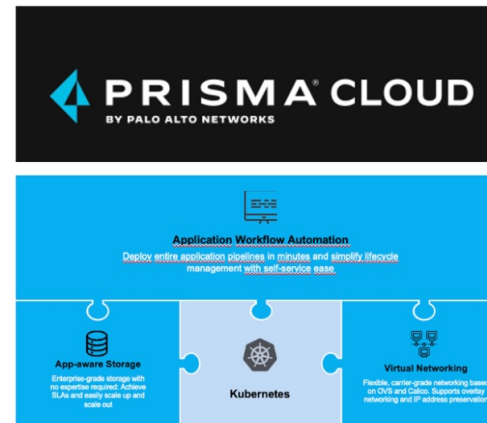 PRISMA® CLOUD
BY PALO ALTO NETWORKS
Application Workflow Automation
Deploy entire application pipelines in minutes and simplify lifecycle
management with self-service ease
App-aware Storage
Enterprise-grade storage with
no expertise required: Achieve
SLAs and easily scale up and
scale out
Kubernetes
Virtual Networking
Flexible, carrier-grade networking based
on OVS and Calico. Supports overlay
networking and IP address preservation